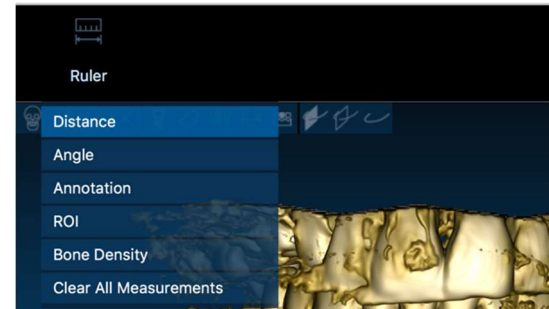 Ruler
Distance
Angle
Annotation
ROI
Bone Density
Clear All Measurements